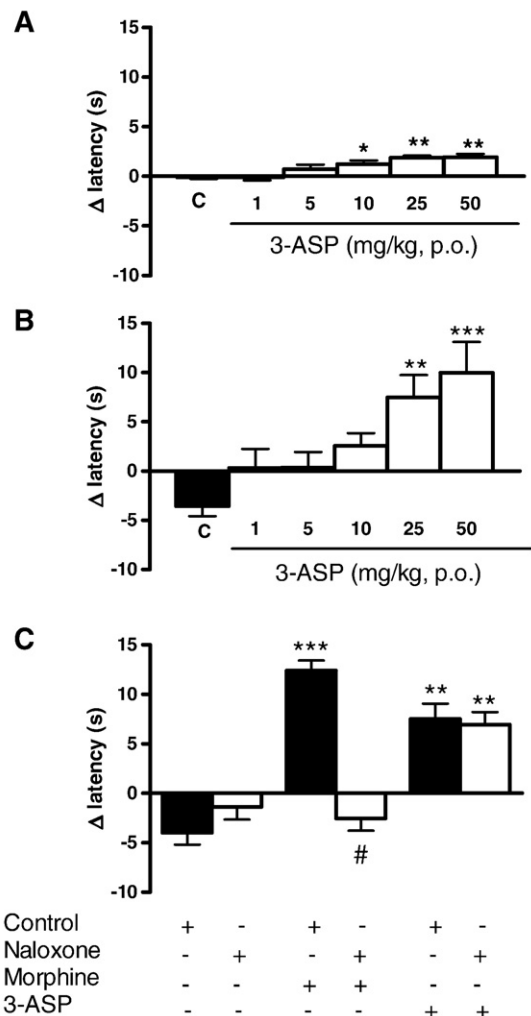 A
15
10
5
0
-5
-10
Δ latency (s)
* ** **
C 1 5 10 25 50
3-ASP (mg/kg, p.o.)
B
15
10
5
0
-5
-10
Δ latency (s)
** ***
C 1 5 10 25 50
3-ASP (mg/kg, p.o.)
C
15
10
5
0
-5
-10
Δ latency (s)
*** ** **
#
Control + - + - + -
Naloxone - + - + - +
Morphine - - + + - -
3-ASP - - - - + +